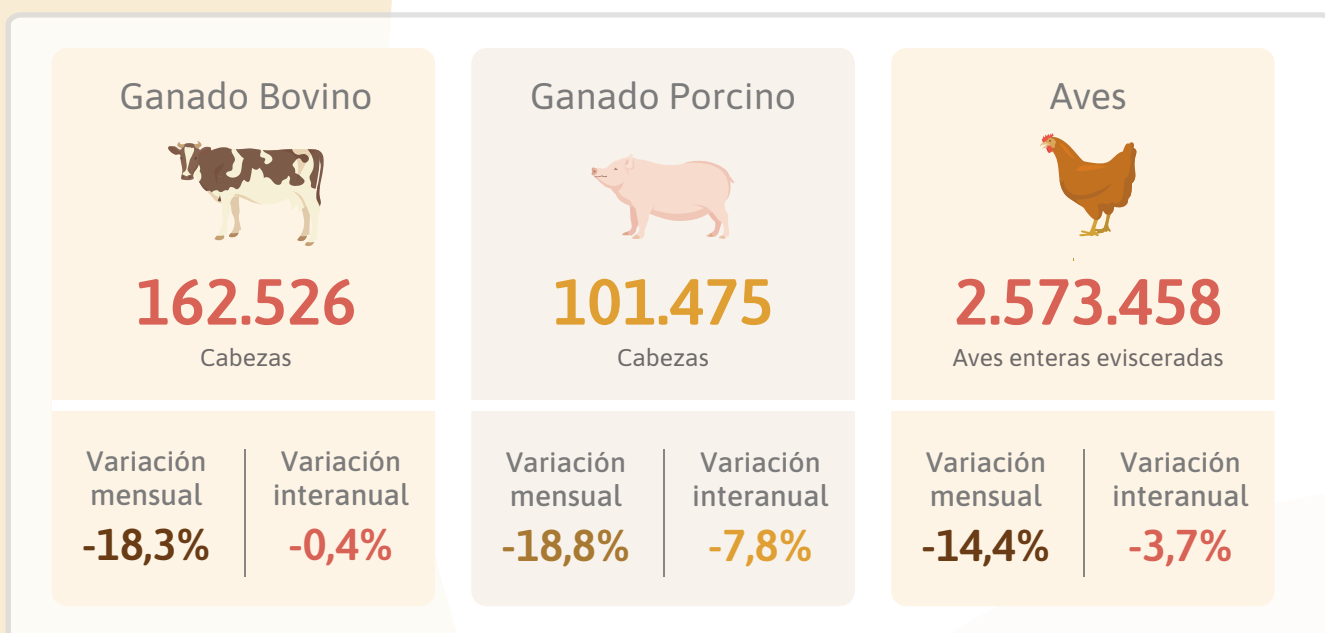 Ganado Bovino
162.526
Cabezas
Variación
mensual
-18,3%
Variación
interanual
-0,4%
Ganado Porcino
101.475
Cabezas
Variación
mensual
-18,8%
Variación
interanual
-7,8%
Aves
2.573.458
Aves enteras evisceradas
Variación
mensual
-14,4%
Variación
interanual
-3,7%